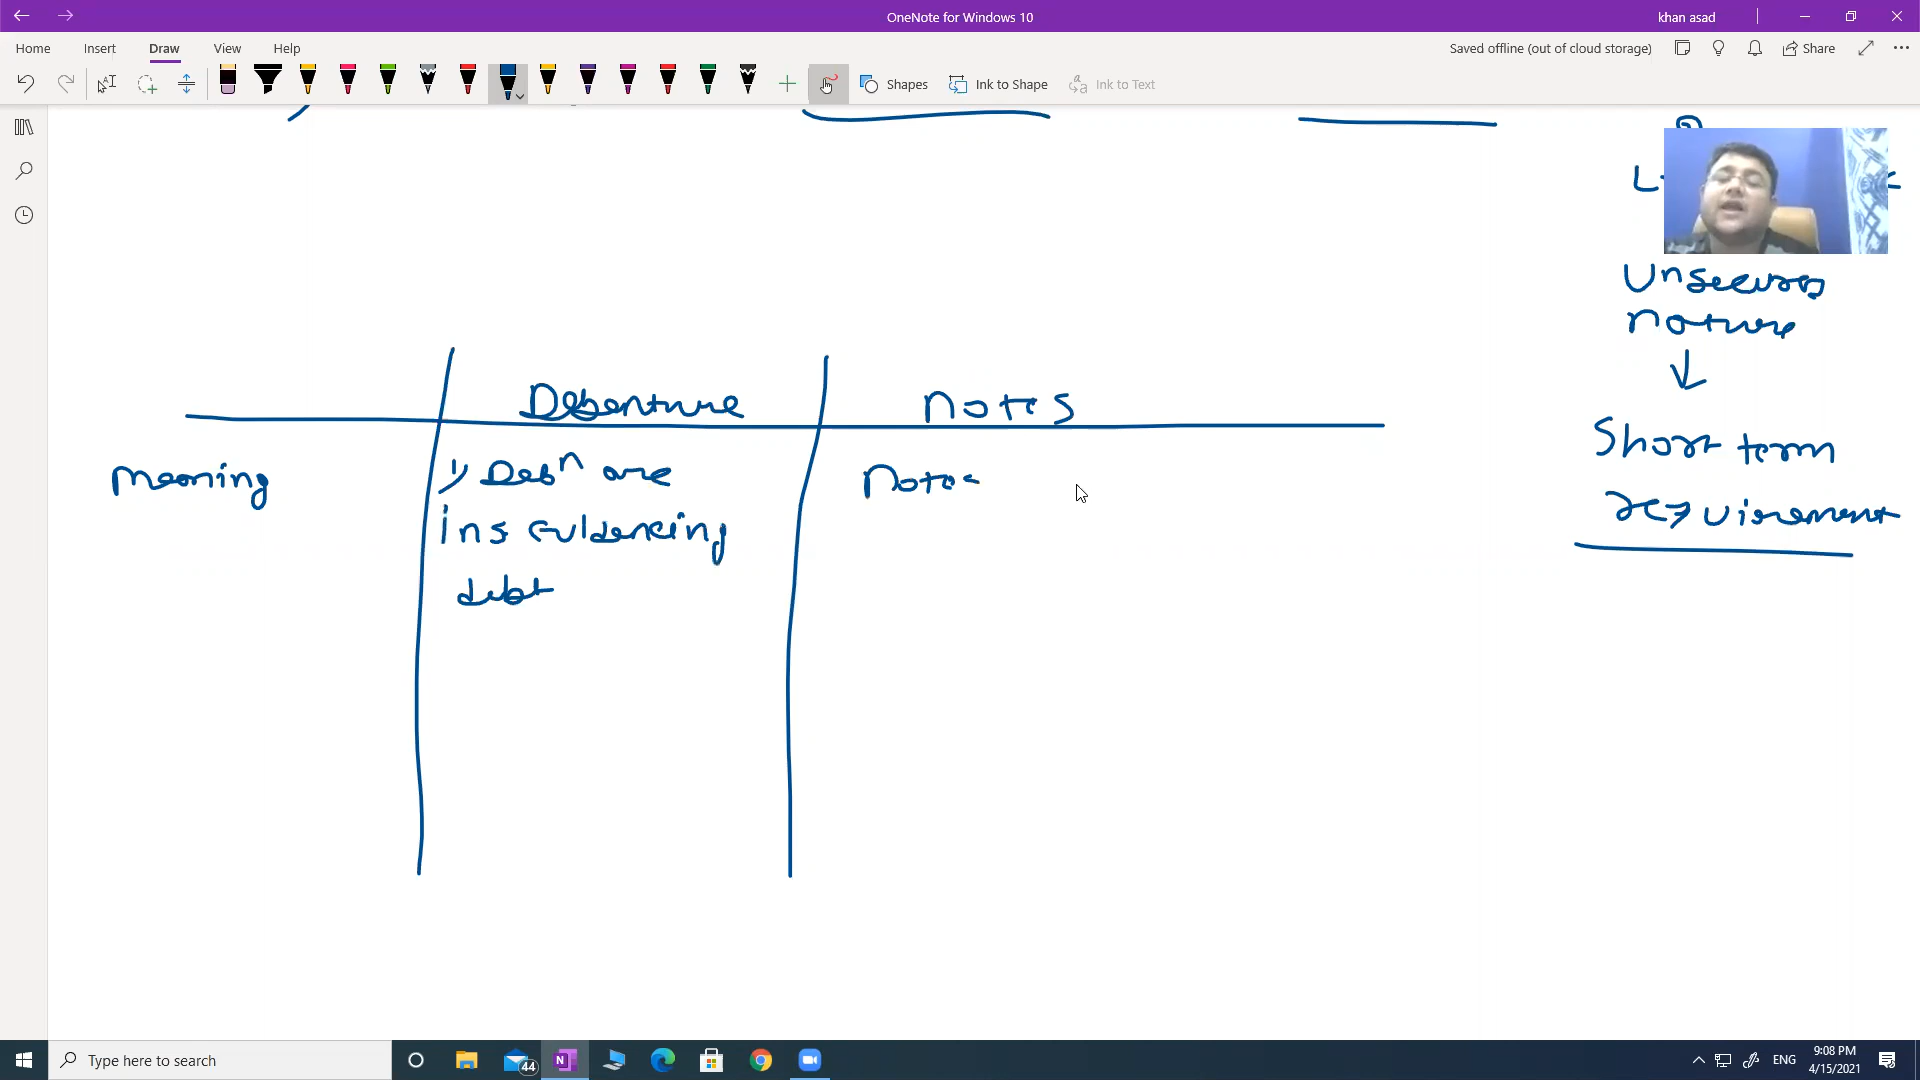 OneNote for Windows 10
khan asad
Home Insert Draw View Help
Saved offline (out of cloud storage)
Share
Shapes
Ink to Shape
Ink to Text
Unsecured
nature
Short term
requirement
Debenture Notes
meaning
1) Debn are
ins evidencing
debt
Notes
Type here to search
44
ENG
9:08 PM
4/15/2021